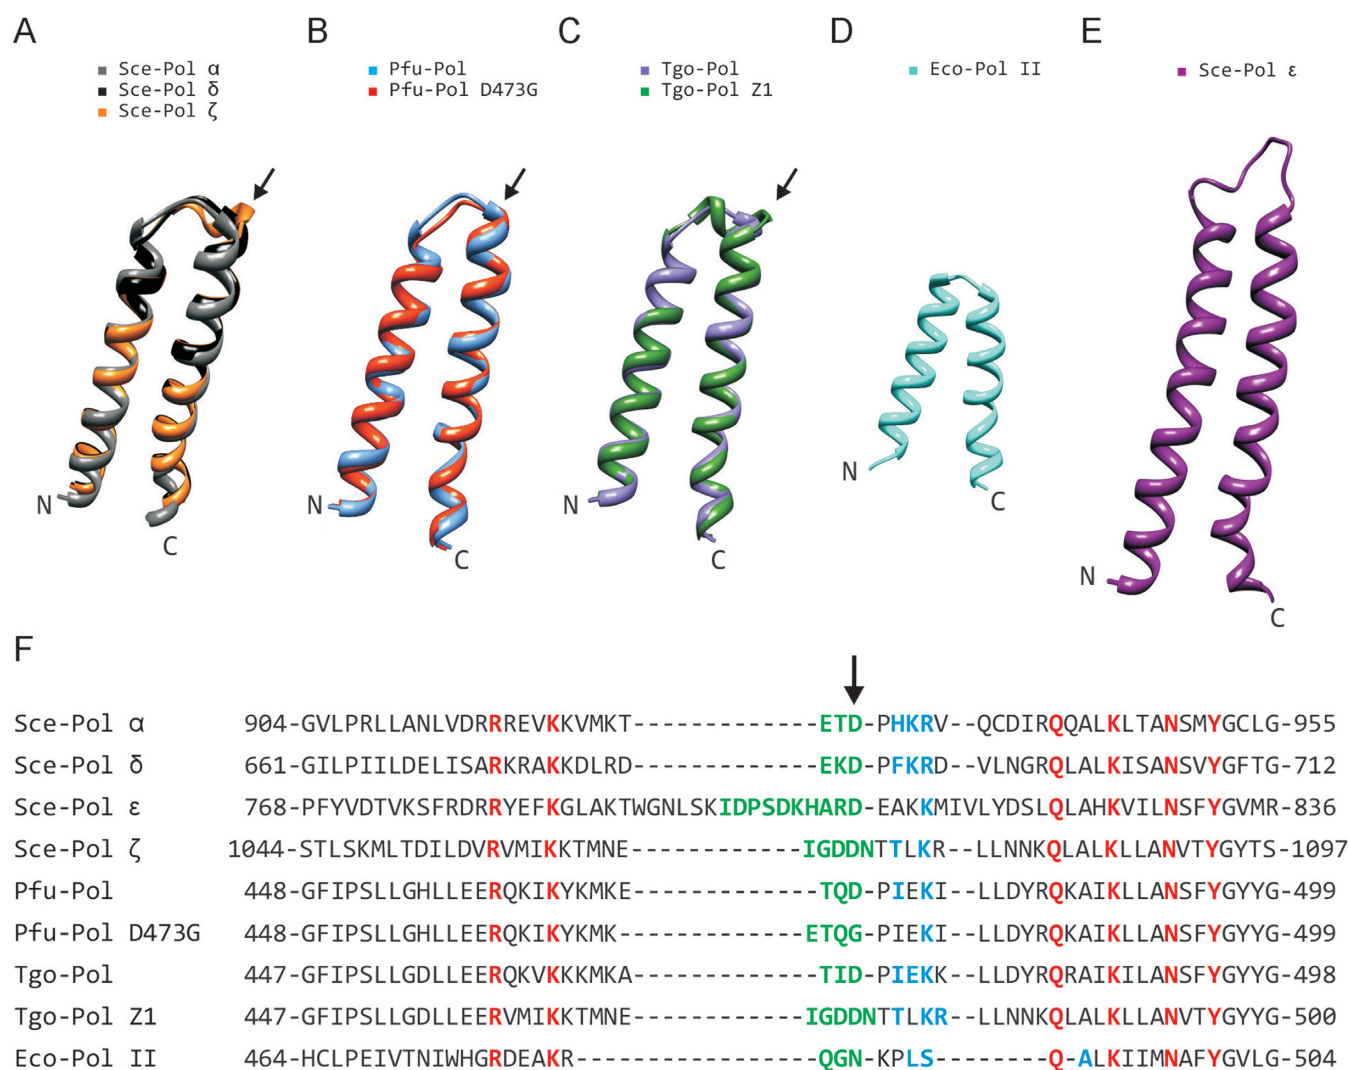 A
B
C
D
E
Sce-Pol α
Sce-Pol δ
Sce-Pol ζ
Pfu-Pol
Pfu-Pol D473G
Tgo-Pol
Tgo-Pol Z1
Eco-Pol II
Sce-Pol ε
N
C
N
C
N
C
N
C
N
C
F
Sce-Pol α 904-GVLPRLLANLVDRRREVKKVMKT-------------ETD-PHKRV--QCDIRQQALKLTANSMYGCLG-955
Sce-Pol δ 661-GILPIILDELISARKRAKKDLRD-------------EKD-PFKRD--VLNGRQLALKISANSVYGFTG-712
Sce-Pol ε 768-PFYVDTVKSFRDRRYEFKGLAKTWGNLSKIDPSDKHARD-EAKKMIVLYDSLQLAHKVILNSFYGVMR-836
Sce-Pol ζ 1044-STLSKMLTDILDVRVMIKKTMNE------------IGDDNTTLKR--LLNNKQLALKLLANVTYGYTS-1097
Pfu-Pol 448-GFIPSLLGHLLEERQKIKYKMKE-------------TQD-PIEKI--LLDYRQKAIKLLANSFYGYYG-499
Pfu-Pol D473G 448-GFIPSLLGHLLEERQKIKYKMK-------------ETQG-PIEKI--LLDYRQKAIKLLANSFYGYYG-499
Tgo-Pol 447-GFIPSLLGDLLEERQKVKKKMKA-------------TID-PIEKK--LLDYRQRAIKILANSFYGYYG-498
Tgo-Pol Z1 447-GFIPSLLGDLLEERVMIKKTMNE------------IGDDNTTLKR--LLNNKQLALKLLANVTYGYYG-500
Eco-Pol II 464-HCLPEIVTNIWHGRDEAKR-----------------QGN-KPLS--------Q-ALKIIMNAFYGVLG-504